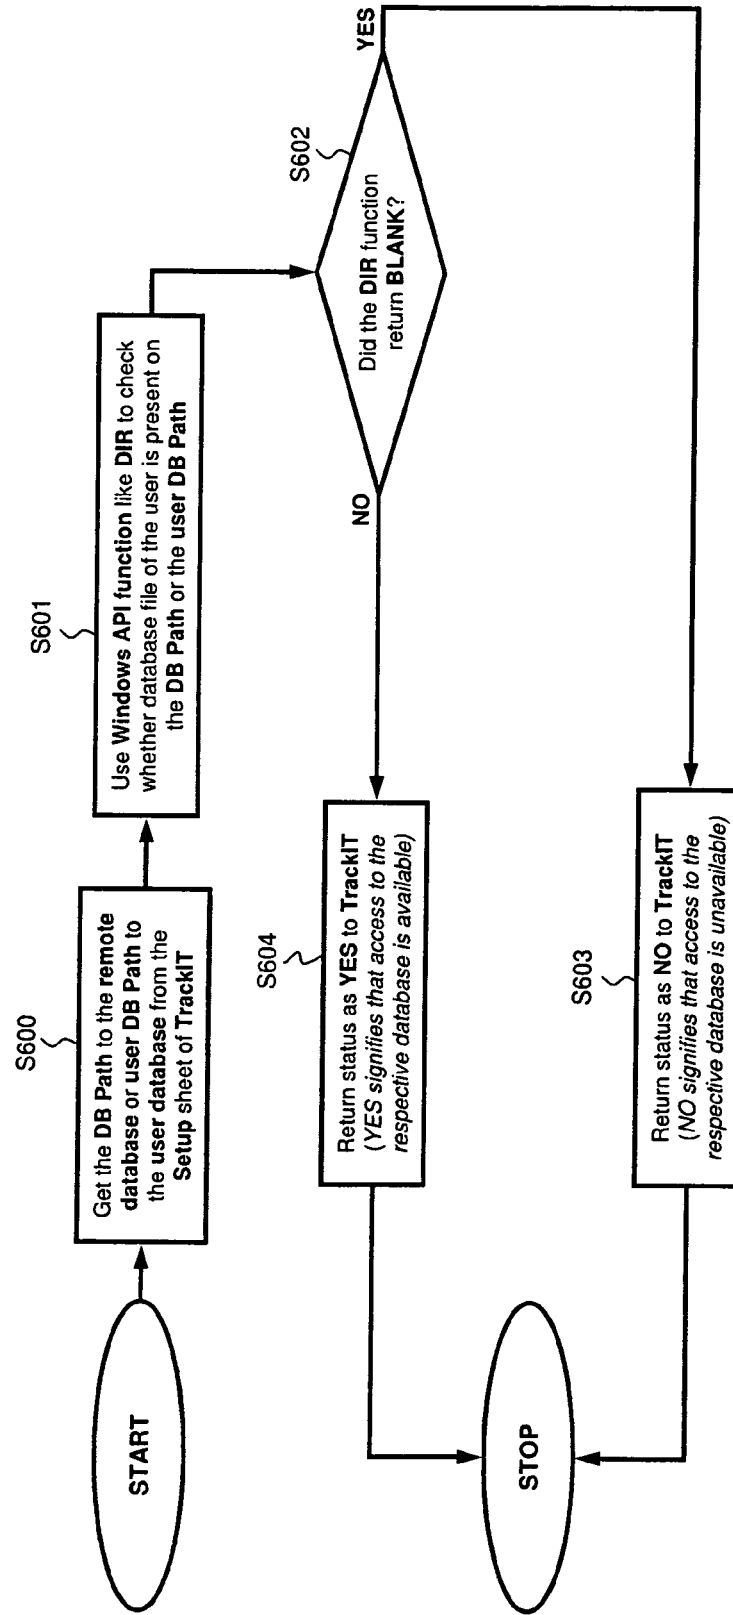 START
S600
Get the DB Path to the remote
database or user DB Path to
the user database from the
Setup sheet of TrackIT
S601
Use Windows API function like DIR to check
whether database file of the user is present on
the DB Path or the user DB Path
S602
Did the DIR function
return BLANK?
NO
YES
S604
Return status as YES to TrackIT
(YES signifies that access to the
respective database is available)
S603
Return status as NO to TrackIT
(NO signifies that access to the
respective database is unavailable)
STOP